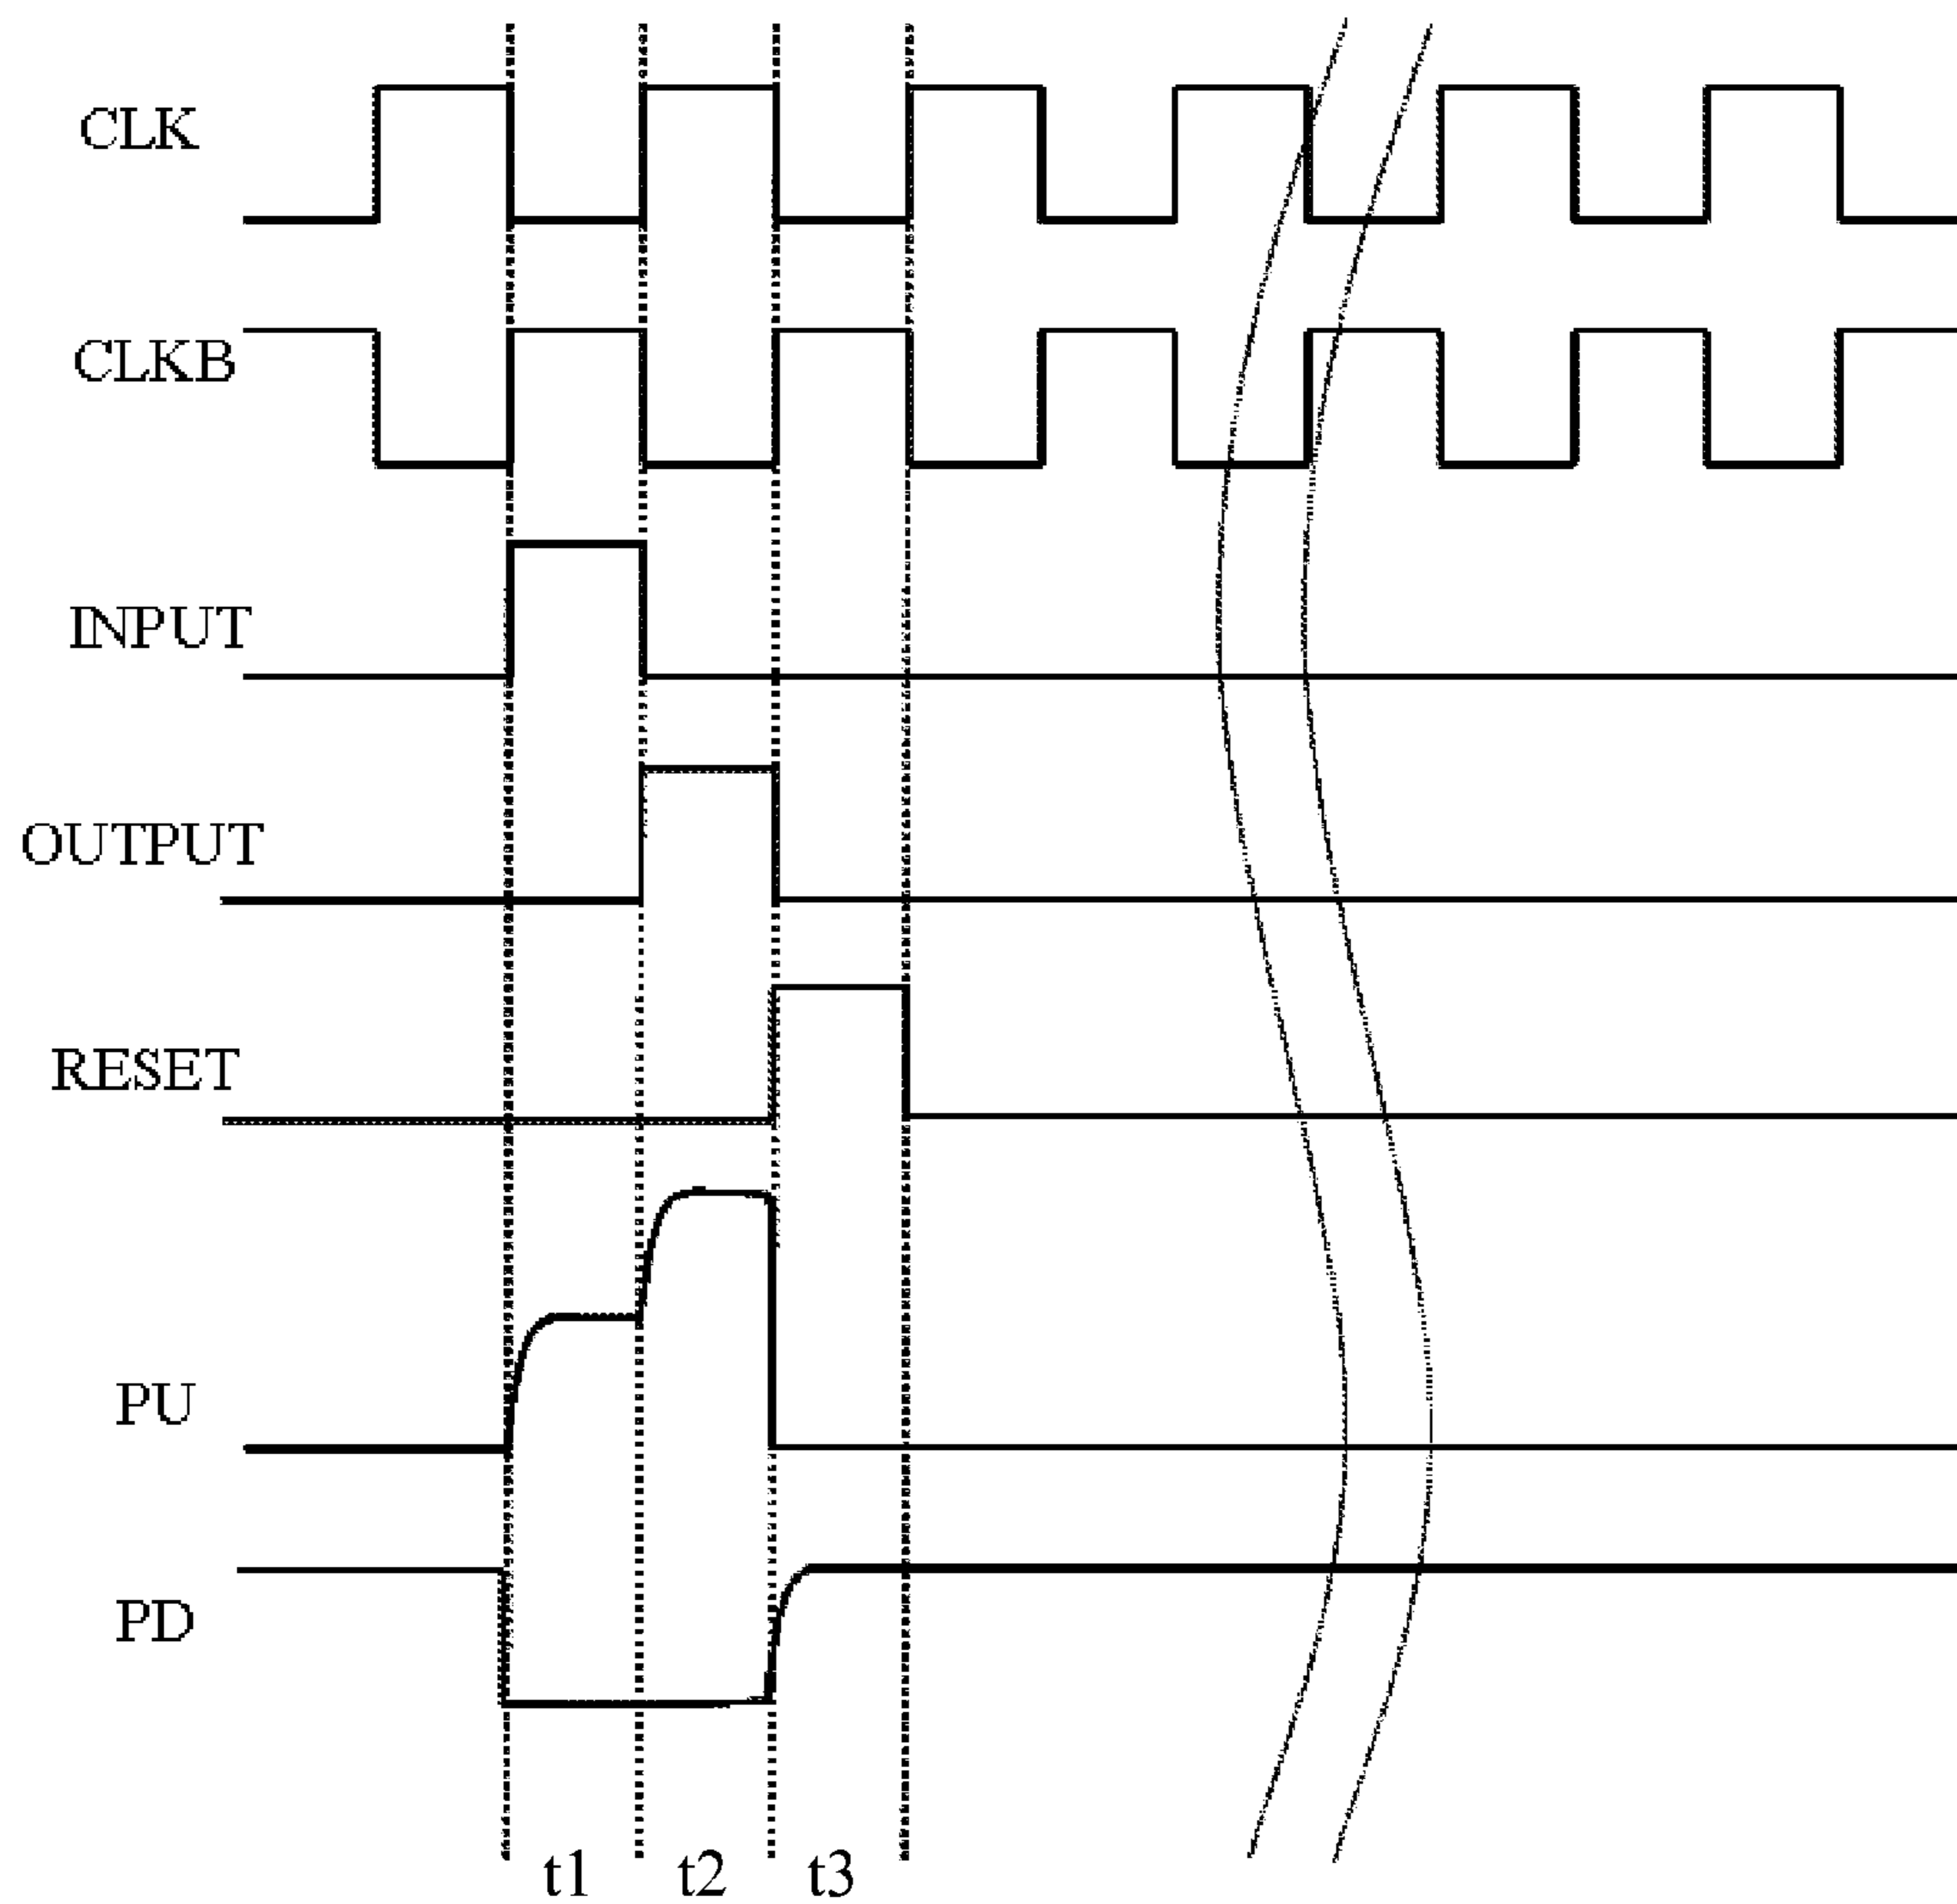 CLK
CLKB
INPUT
OUTPUT
RESET
PU
PD
t1 t2 t3